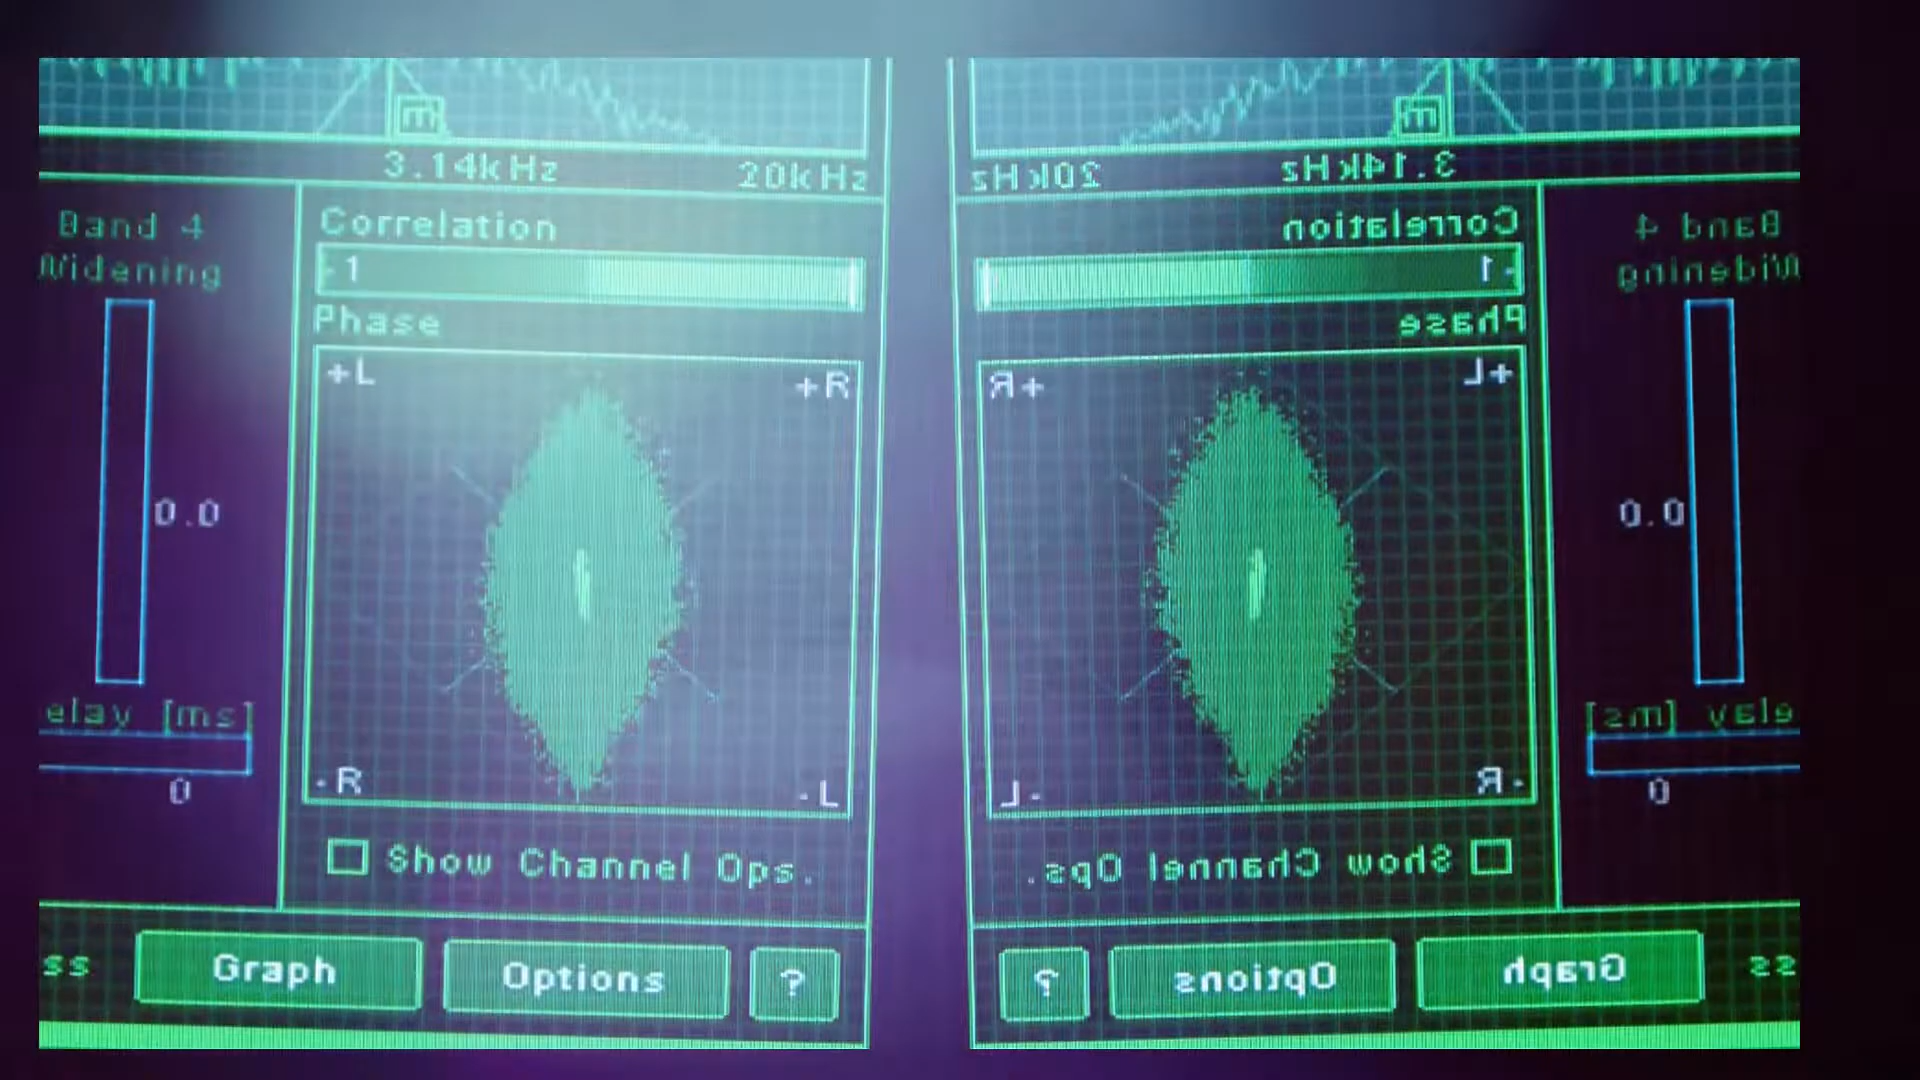 m
3.14kHz 20kHz
Band 4
Widening
Correlation
-1
Phase
+L +R
0.0
elay [ms]
0
-R -L
Show Channel Ops.
ss Graph Options ?
m
20kHz 3.14kHz
Correlation
-1
Phase
+R +L
Band 4
Widening
0.0
elay [ms]
0
-L -R
Show Channel Ops.
? Options Graph ss